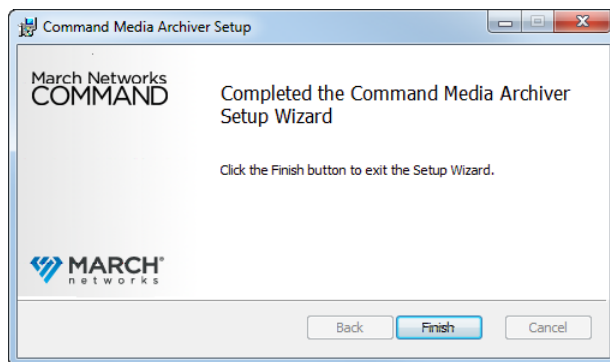 Command Media Archiver Setup
March Networks
COMMAND
Completed the Command Media Archiver
Setup Wizard
Click the Finish button to exit the Setup Wizard.
MARCH®
networks
Back
Finish
Cancel